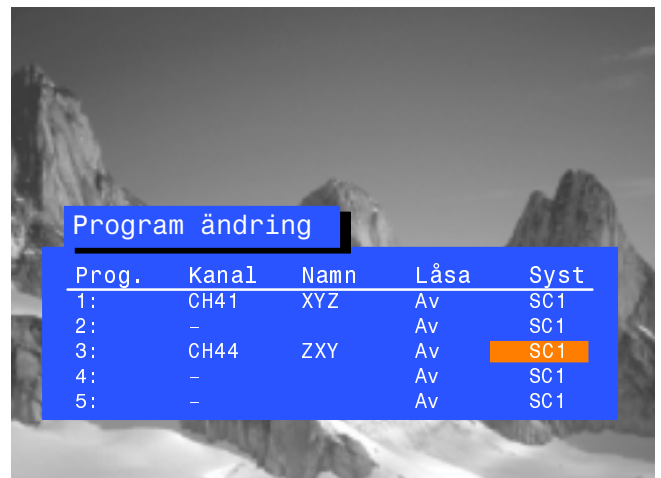 Program ändring
Prog. Kanal Namn Låsa Syst
1: CH41 XYZ Av SC1
2: – Av SC1
3: CH44 ZXY Av SC1
4: – Av SC1
5: – Av SC1